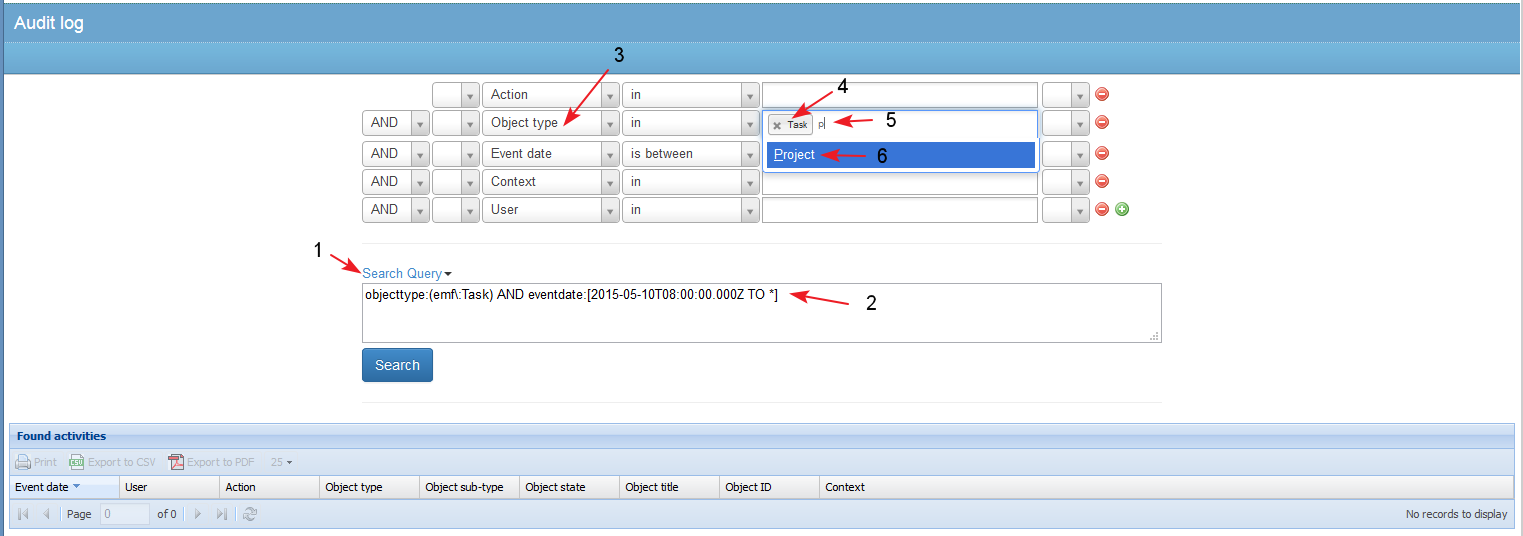 Audit log
3
Action in
4
AND Object type in Task p 5
AND Event date is between Project 6
AND Context in
AND User in
1
Search Query
objecttype:(emf\:Task) AND eventdate:[2015-05-10T08:00:00.000Z TO *]
2
Search
Found activities
Print CSV Export to CSV Export to PDF 25
Event date User Action Object type Object sub-type Object state Object title Object ID Context
Page 0 of 0 No records to display